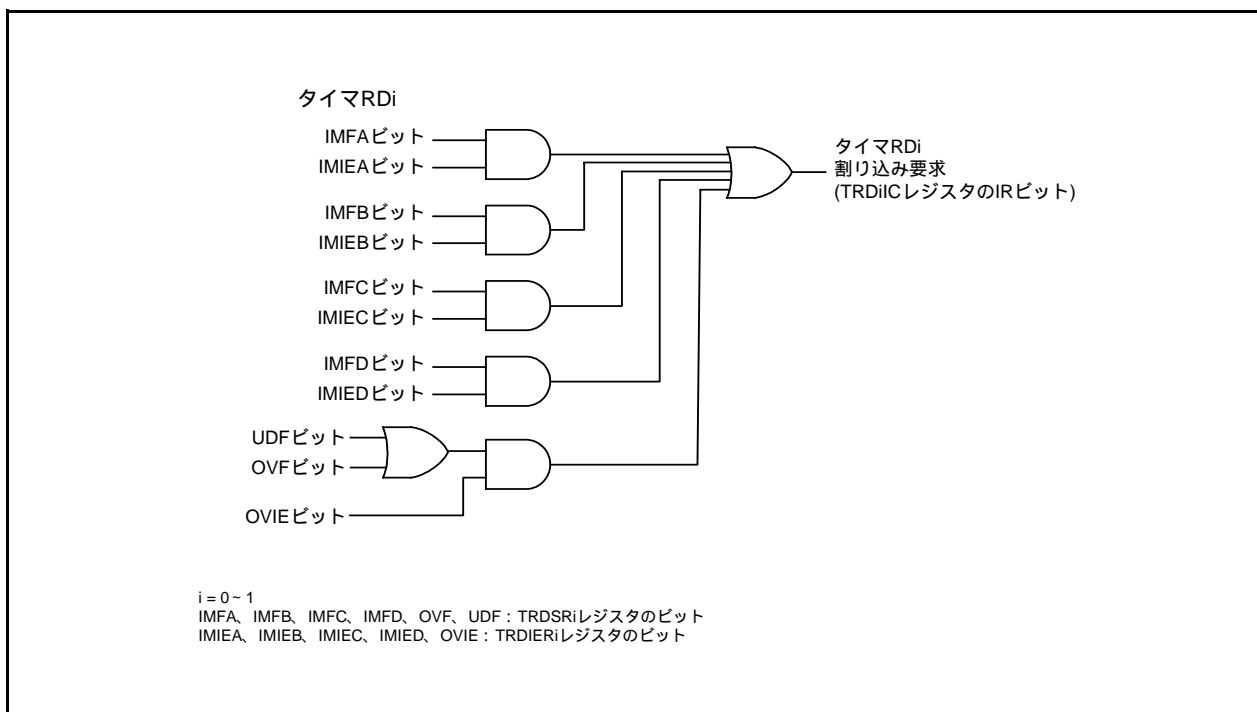 タイマRDi
IMFAビット
IMIEAビット
IMFBビット
IMIEBビット
IMFCビット
IMIECビット
IMFDビット
IMIEDビット
UDFビット
OVFビット
OVIEビット
タイマRDi
割り込み要求
(TRDiICレジスタのIRビット)
i = 0~1
IMFA、IMFB、IMFC、IMFD、OVF、UDF：TRDSRiレジスタのビット
IMIEA、IMIEB、IMIEC、IMIED、OVIE：TRDIERiレジスタのビット